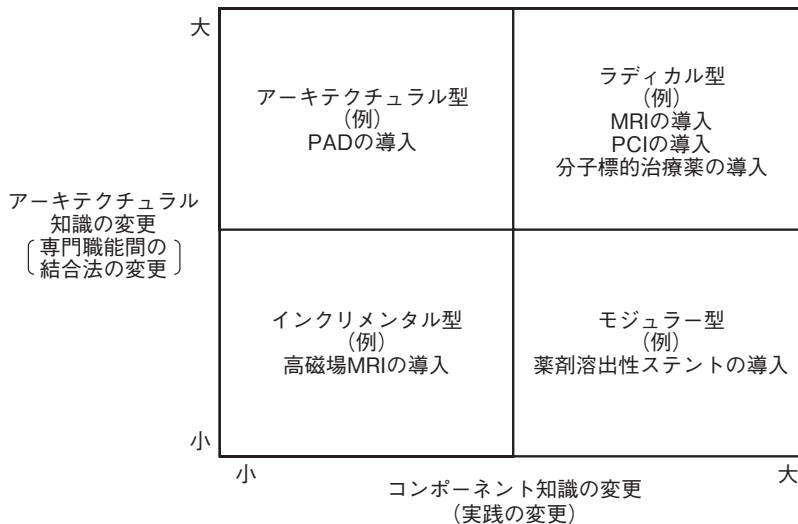 大
アーキテクチュラル型
(例)
PADの導入
ラディカル型
(例)
MRIの導入
PCIの導入
分子標的治療薬の導入
アーキテクチュラル
知識の変更
〔専門職能間の
結合法の変更〕
インクリメンタル型
(例)
高磁場MRIの導入
モジュラー型
(例)
薬剤溶出性ステントの導入
小
小
大
コンポーネント知識の変更
(実践の変更)